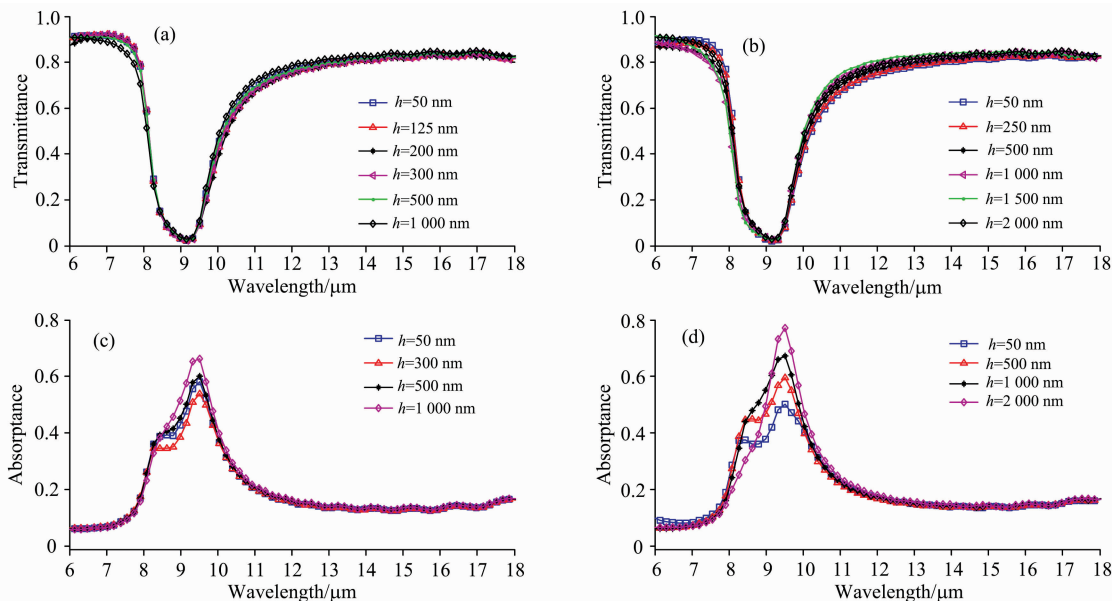 1.0
0.8
0.6
0.4
0.2
0
Transmittance
(a)
h=50 nm
h=125 nm
h=200 nm
h=300 nm
h=500 nm
h=1 000 nm
6 7 8 9 10 11 12 13 14 15 16 17 18
Wavelength/μm
1.0
0.8
0.6
0.4
0.2
0
Transmittance
(b)
h=50 nm
h=250 nm
h=500 nm
h=1 000 nm
h=1 500 nm
h=2 000 nm
6 7 8 9 10 11 12 13 14 15 16 17 18
Wavelength/μm
0.8
0.6
0.4
0.2
0
Absorptance
(c)
h=50 nm
h=300 nm
h=500 nm
h=1 000 nm
6 7 8 9 10 11 12 13 14 15 16 17 18
Wavelength/μm
0.8
0.6
0.4
0.2
0
Absorptance
(d)
h=50 nm
h=500 nm
h=1 000 nm
h=2 000 nm
6 7 8 9 10 11 12 13 14 15 16 17 18
Wavelength/μm